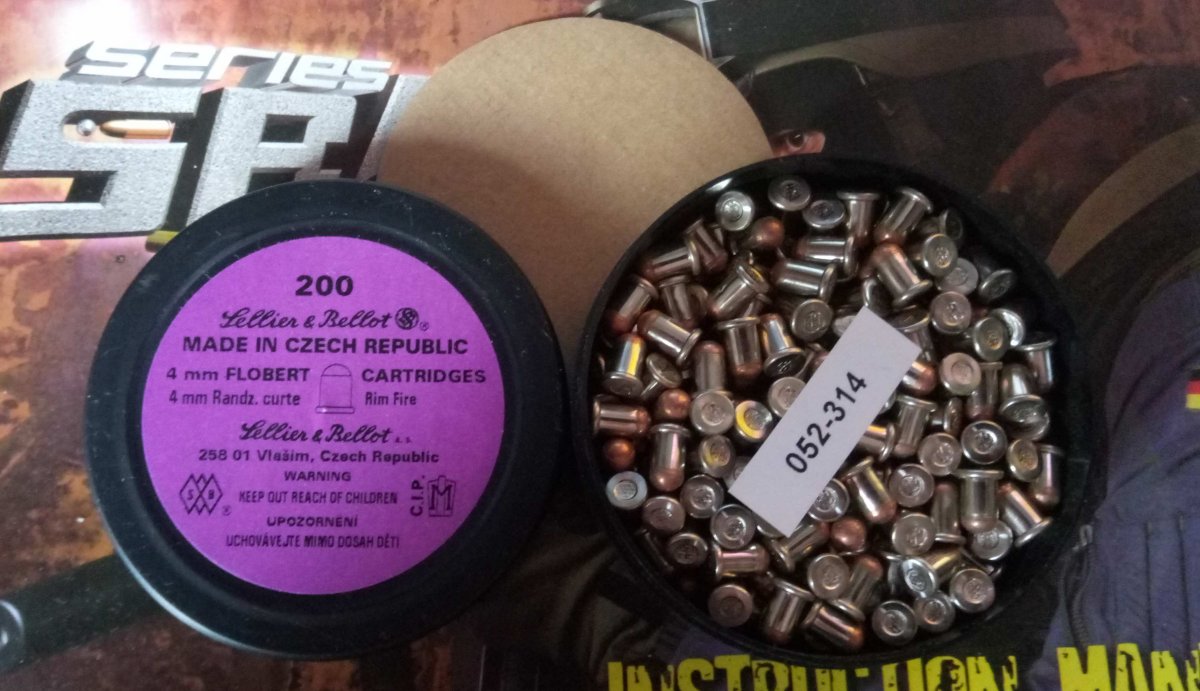 series
200
Sellier & Bellot ®
MADE IN CZECH REPUBLIC
4 mm FLOBERT CARTRIDGES
4 mm Randz. curte Rim Fire
Sellier & Bellot a. s.
258 01 Vlašim, Czech Republic
WARNING
S B ® KEEP OUT REACH OF CHILDREN C.I.P. M
UPOZORNĚNÍ
UCHOVÁVEJTE MIMO DOSAH DĚTÍ
052-314
INSTRUCTION MAN